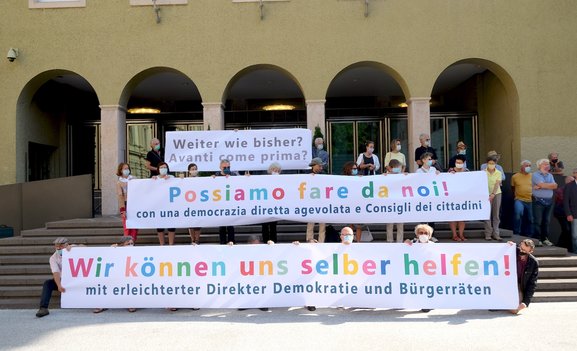 Weiter wie bisher?
Avanti come prima?
Possiamo fare da noi!
con una democrazia diretta agevolata e Consigli dei cittadini
Wir können uns selber helfen!
mit erleichterter Direkter Demokratie und Bürgerräten